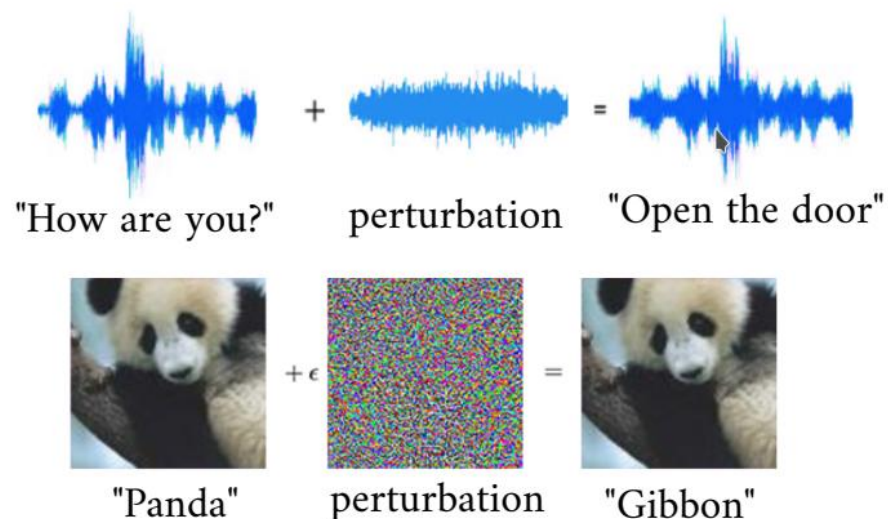 + =
"How are you?" perturbation "Open the door"
+ ϵ =
"Panda" perturbation "Gibbon"